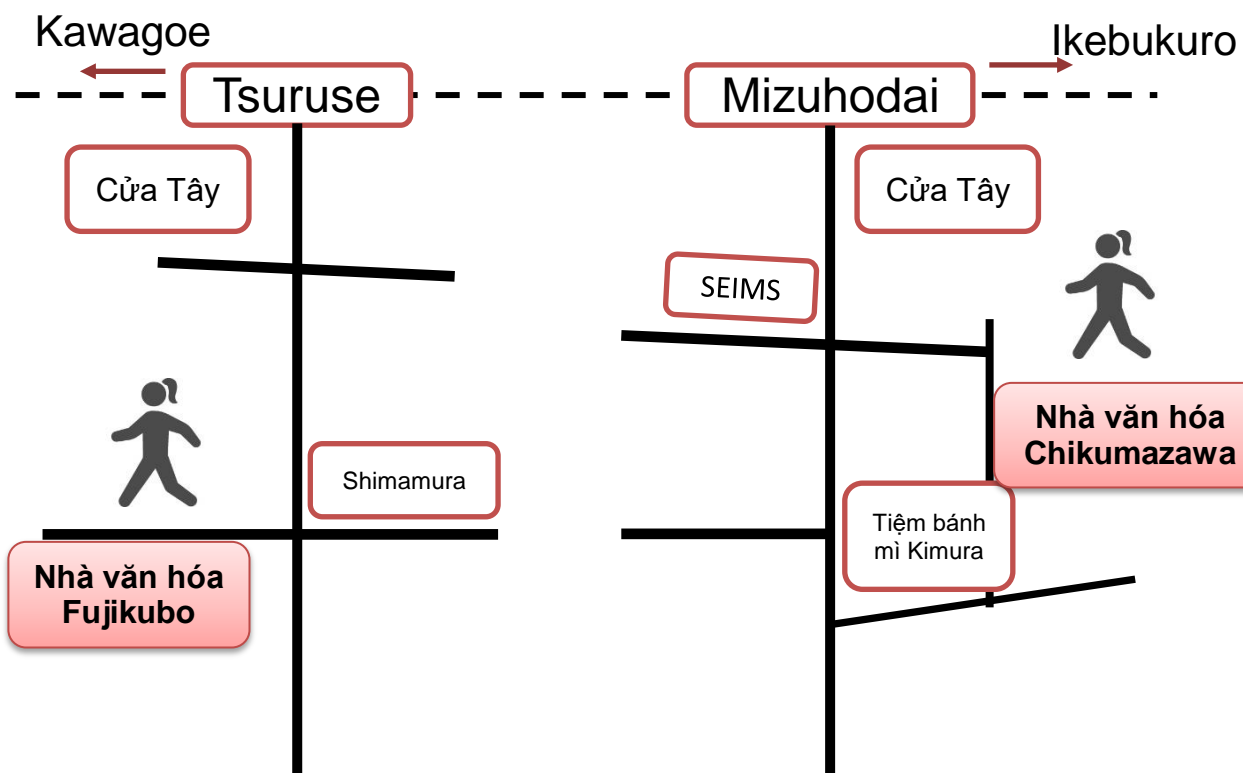 Kawagoe
Ikebukuro
Tsuruse
Mizuhodai
Cửa Tây
Cửa Tây
SEIMS
Nhà văn hóa
Chikumazawa
Shimamura
Tiệm bánh
mì Kimura
Nhà văn hóa
Fujikubo